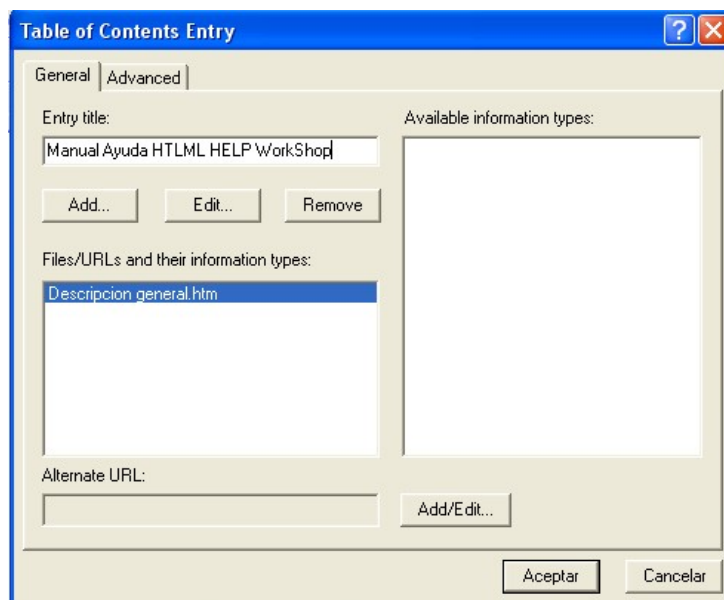 Table of Contents Entry
General
Advanced
Entry title:
Available information types:
Manual Ayuda HTLML HELP WorkShop
Add...
Edit...
Remove
Files/URLs and their information types:
Descripcion general.htm
Alternate URL:
Add/Edit...
Aceptar
Cancelar